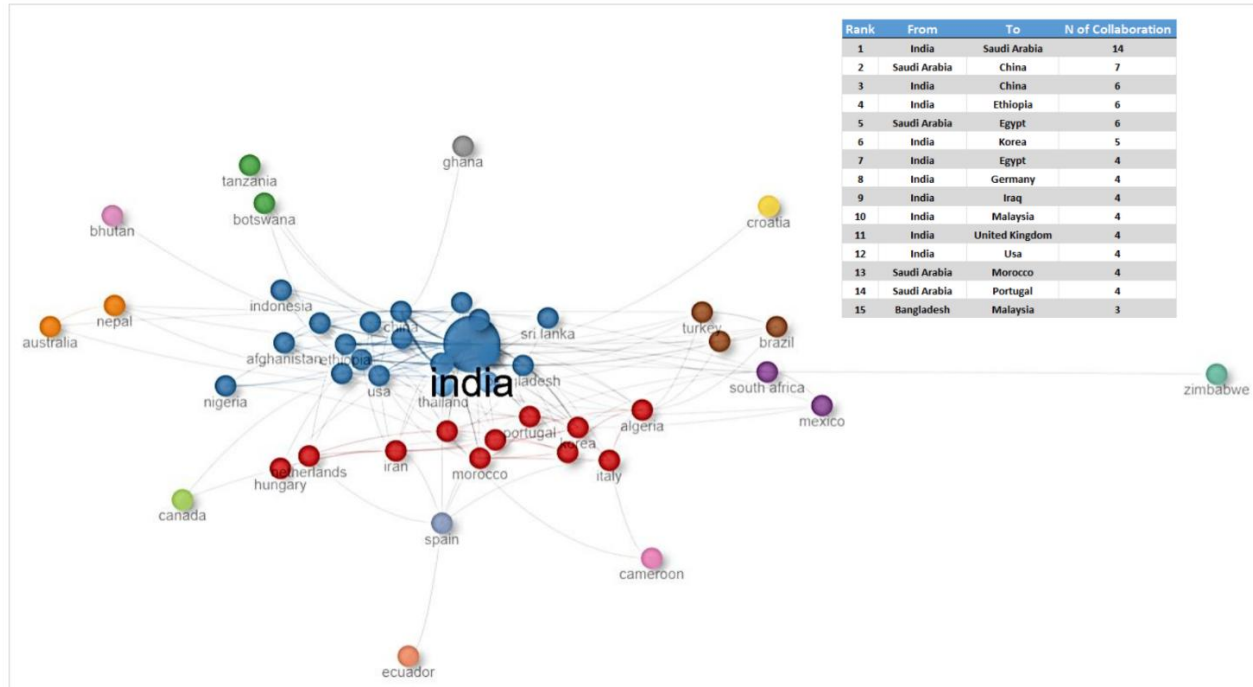 Rank From To N of Collaboration
1 India Saudi Arabia 14
2 Saudi Arabia China 7
3 India China 6
4 India Ethiopia 6
5 Saudi Arabia Egypt 6
6 India Korea 5
7 India Egypt 4
8 India Germany 4
9 India Iraq 4
10 India Malaysia 4
11 India United Kingdom 4
12 India Usa 4
13 Saudi Arabia Morocco 4
14 Saudi Arabia Portugal 4
15 Bangladesh Malaysia 3
ghana
tanzania
botswana
bhutan
croatia
indonesia
nepal
australia
china
sri lanka
turkey
brazil
afghanistan
ethiopia
usa
india
thailand
south africa
zimbabwe
nigeria
mexico
portugal
algeria
korea
netherlands
hungary
iran
morocco
italy
canada
spain
cameroon
ecuador